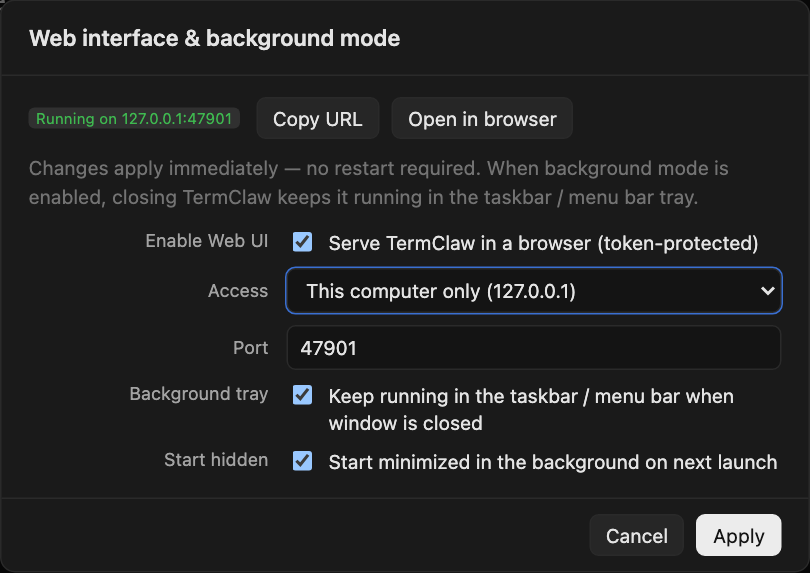 Web interface & background mode
Running on 127.0.0.1:47901
Copy URL
Open in browser
Changes apply immediately — no restart required. When background mode is
enabled, closing TermClaw keeps it running in the taskbar / menu bar tray.
Enable Web UI
Serve TermClaw in a browser (token-protected)
Access
This computer only (127.0.0.1)
Port
47901
Background tray
Keep running in the taskbar / menu bar when
window is closed
Start hidden
Start minimized in the background on next launch
Cancel
Apply